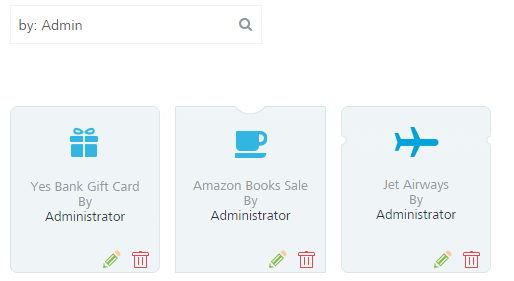 by: Admin
Yes Bank Gift Card
By
Administrator
Amazon Books Sale
By
Administrator
Jet Airways
By
Administrator